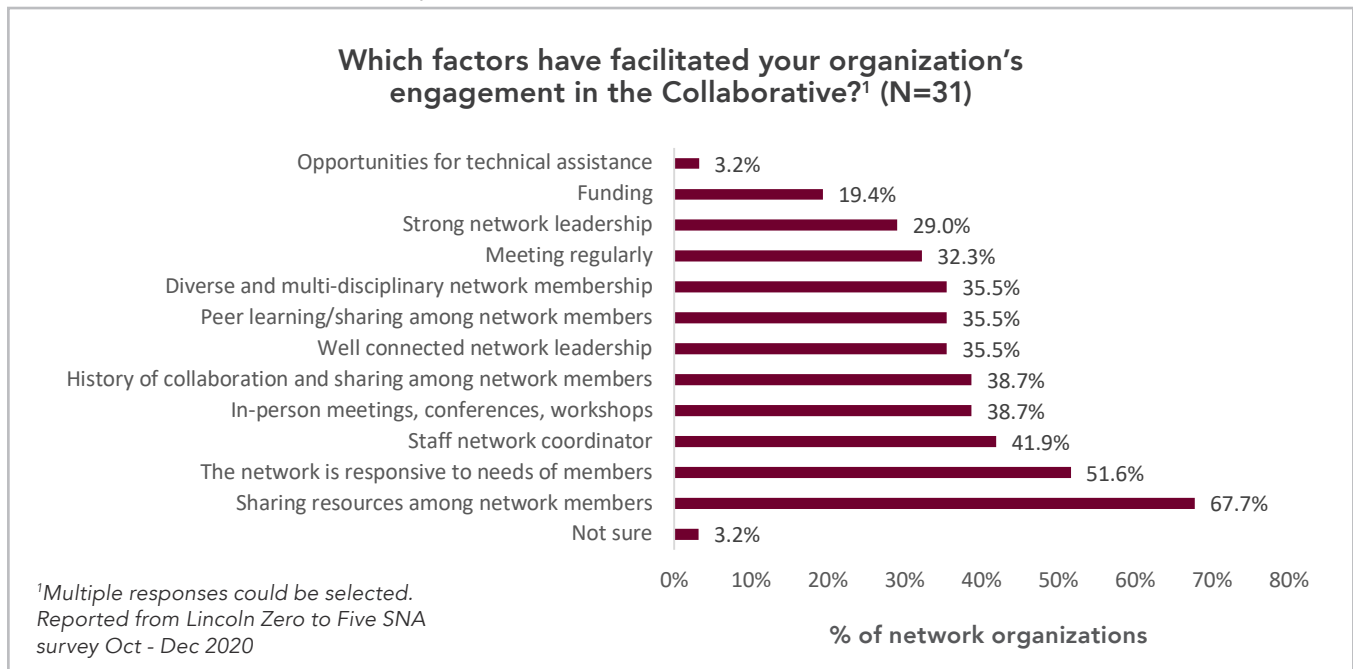 Which factors have facilitated your organization's
engagement in the Collaborative?¹ (N=31)
Opportunities for technical assistance 3.2%
Funding 19.4%
Strong network leadership 29.0%
Meeting regularly 32.3%
Diverse and multi-disciplinary network membership 35.5%
Peer learning/sharing among network members 35.5%
Well connected network leadership 35.5%
History of collaboration and sharing among network members 38.7%
In-person meetings, conferences, workshops 38.7%
Staff network coordinator 41.9%
The network is responsive to needs of members 51.6%
Sharing resources among network members 67.7%
Not sure 3.2%
0% 10% 20% 30% 40% 50% 60% 70% 80%
% of network organizations
¹Multiple responses could be selected.
Reported from Lincoln Zero to Five SNA
survey Oct - Dec 2020